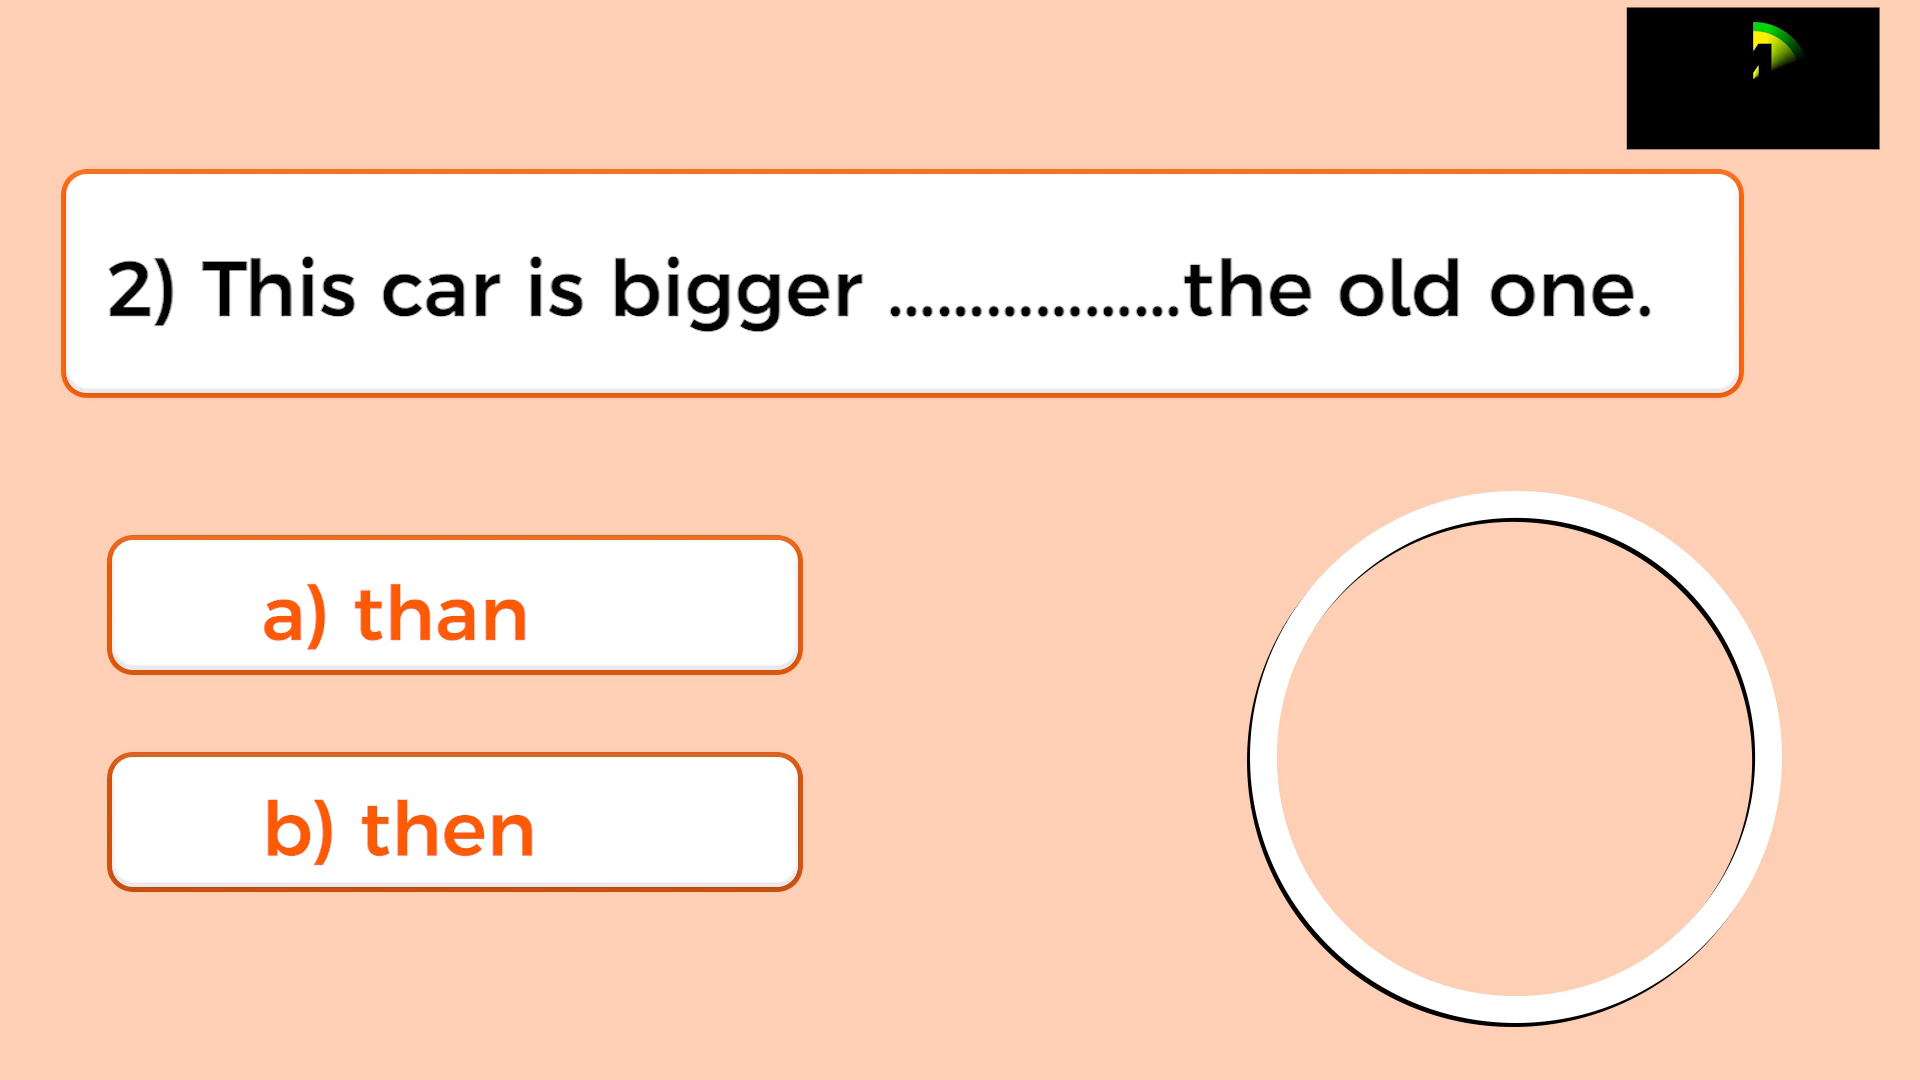 2) This car is bigger ..................the old one.
a) than
b) then